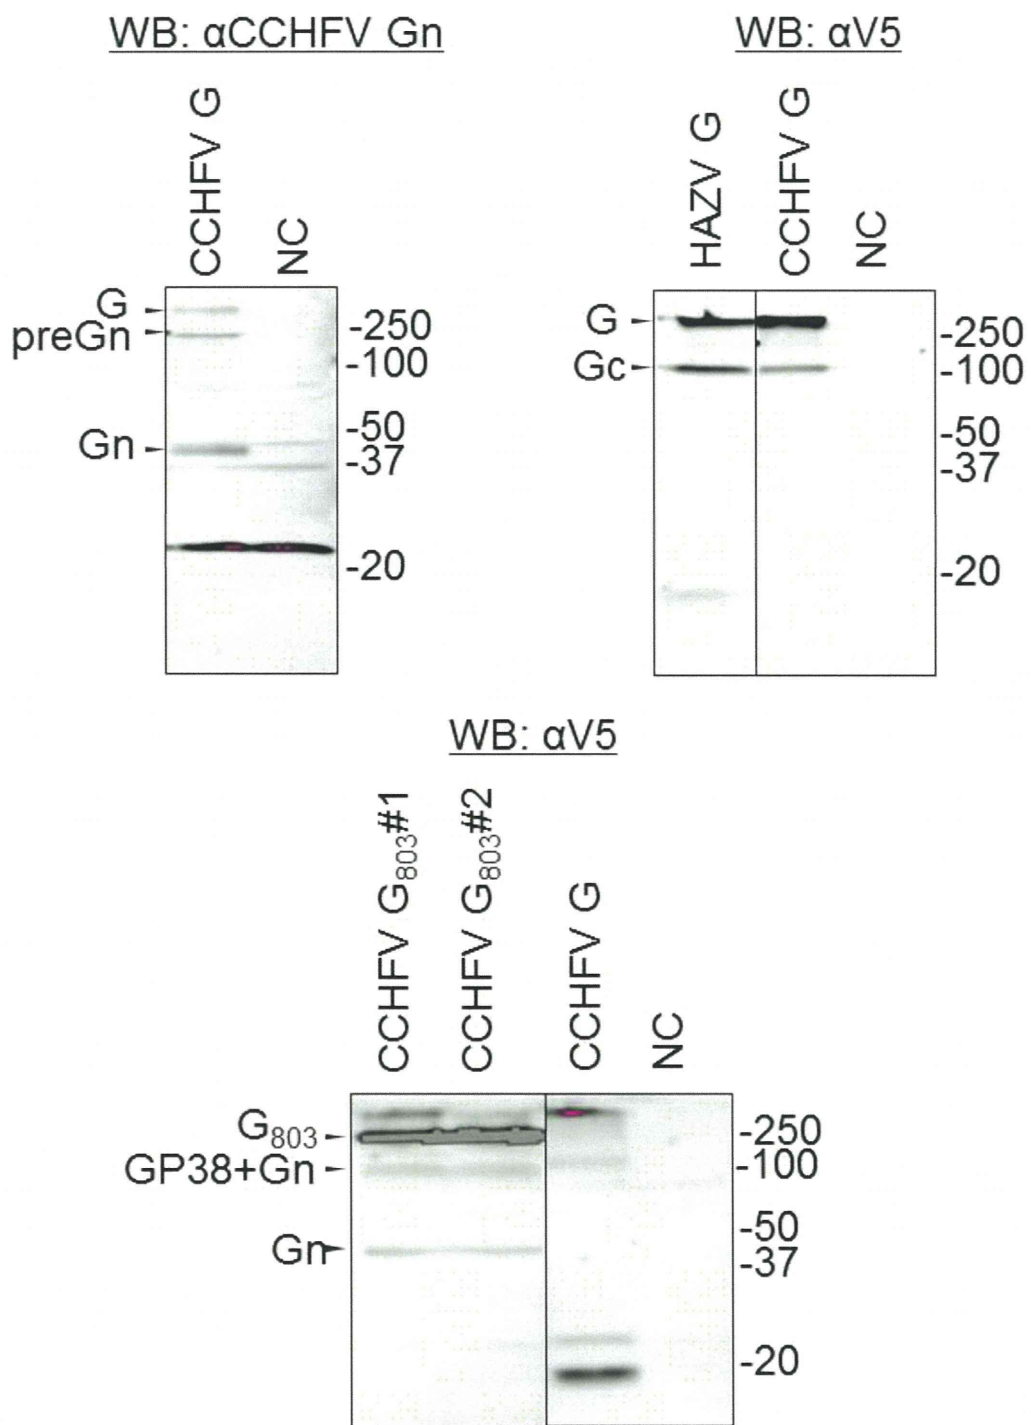 WB: αCCHFV Gn
CCHFV G
NC
G
preGn
Gn
-250
-100
-50
-37
-20
WB: αV5
HAZV G
CCHFV G
NC
G
Gc
-250
-100
-50
-37
-20
WB: αV5
CCHFV G803#1
CCHFV G803#2
CCHFV G
NC
G803
GP38+Gn
Gn
-250
-100
-50
-37
-20